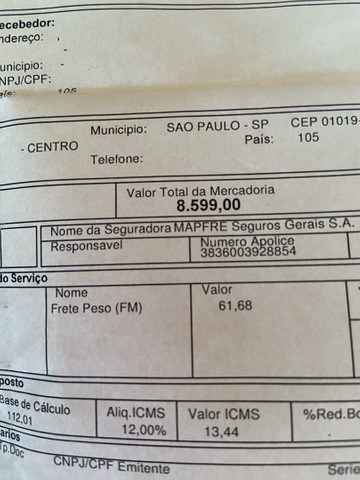 ecebedor:
ndereço: ,
-
unicipio: -
NPJ/CPF:
aís: 105
Municipio: SAO PAULO - SP CEP 01019-
- CENTRO País: 105
Telefone:
Valor Total da Mercadoria
8.599,00
Nome da Seguradora MAPFRE Seguros Gerais S.A.
Responsavel Numero Apolice
3836003928854
do Serviço
Nome Valor
Frete Peso (FM) 61,68
posto
Base de Cálculo Aliq.ICMS Valor ICMS %Red.Bc
112,01 12,00% 13,44 .
arios
Tp.Doc CNPJ/CPF Emitente Serie